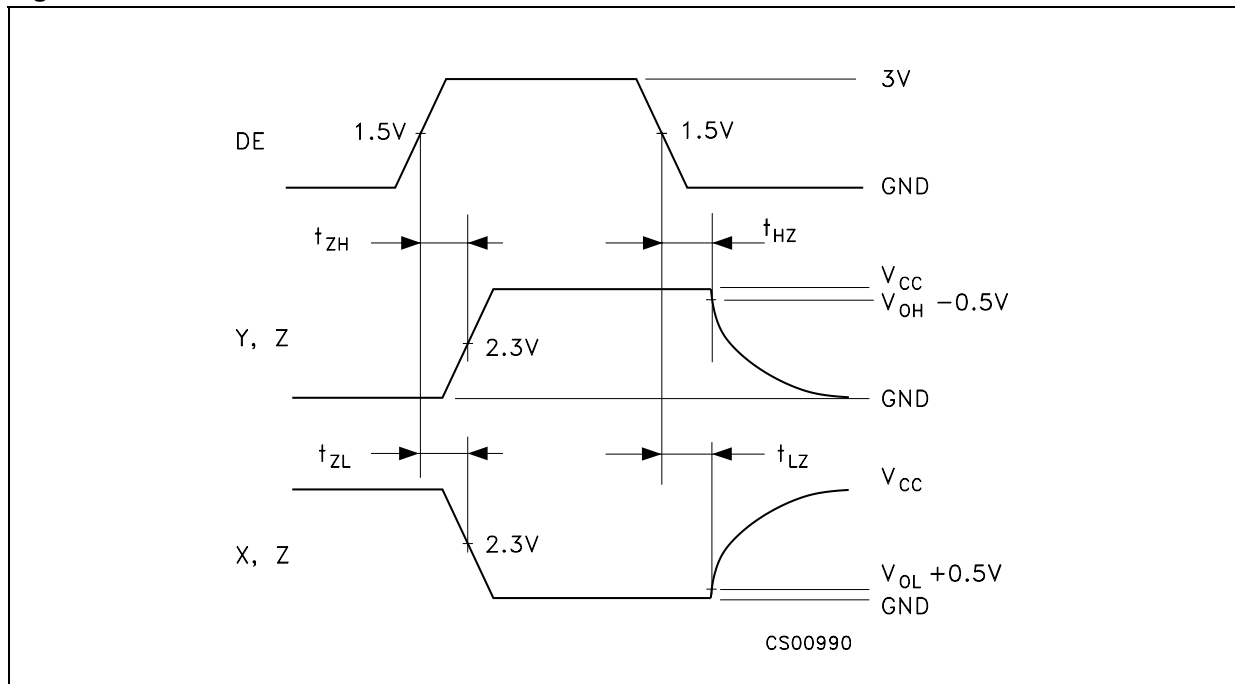 3V
DE
1.5V
1.5V
GND
tZH
tHZ
VCC
VOH -0.5V
Y, Z
2.3V
GND
tZL
tLZ
VCC
X, Z
2.3V
VOL +0.5V
GND
CS00990